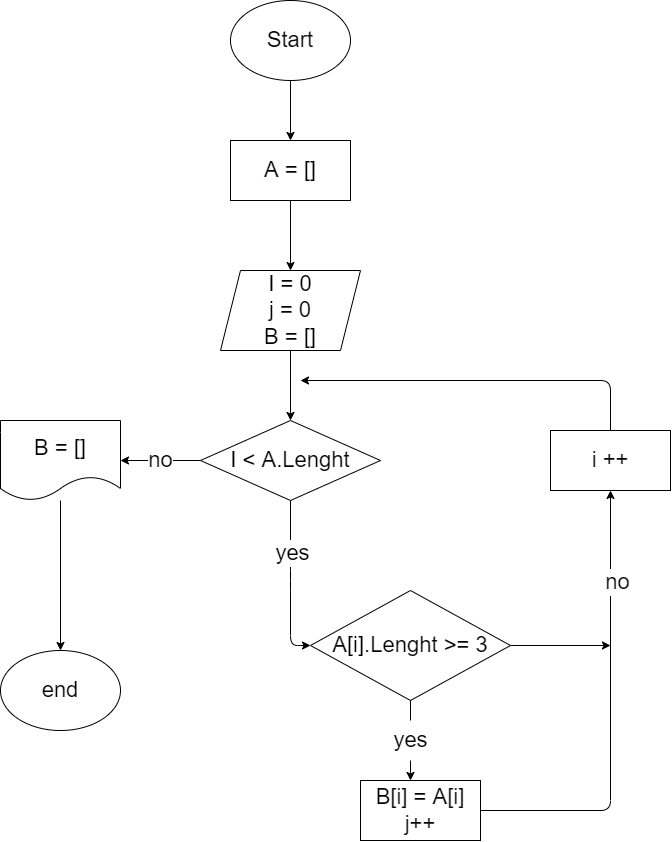 Start
A = []
I = 0
j = 0
B = []
I < A.Lenght
no
B = []
end
yes
A[i].Lenght >= 3
no
i ++
yes
B[i] = A[i]
j++